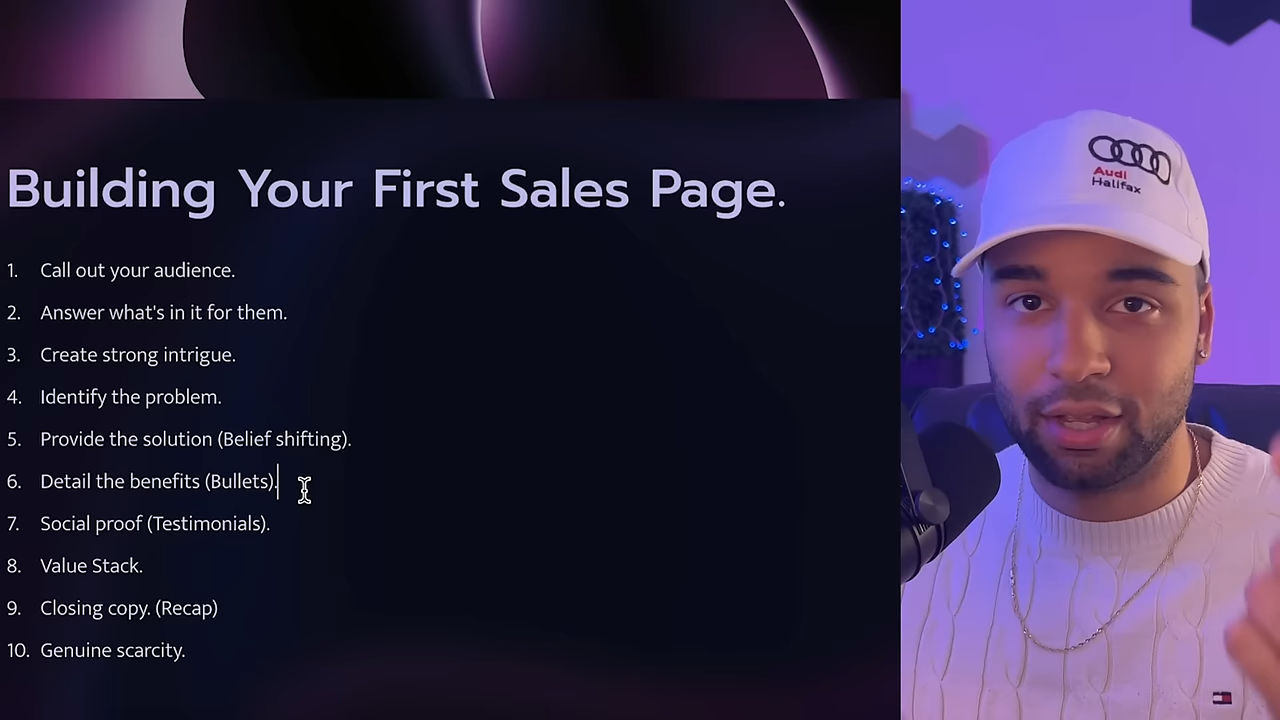 Building Your First Sales Page.
1. Call out your audience.
2. Answer what's in it for them.
3. Create strong intrigue.
4. Identify the problem.
5. Provide the solution (Belief shifting).
6. Detail the benefits (Bullets).
7. Social proof (Testimonials).
8. Value Stack.
9. Closing copy. (Recap)
10. Genuine scarcity.
Audi
Halifax